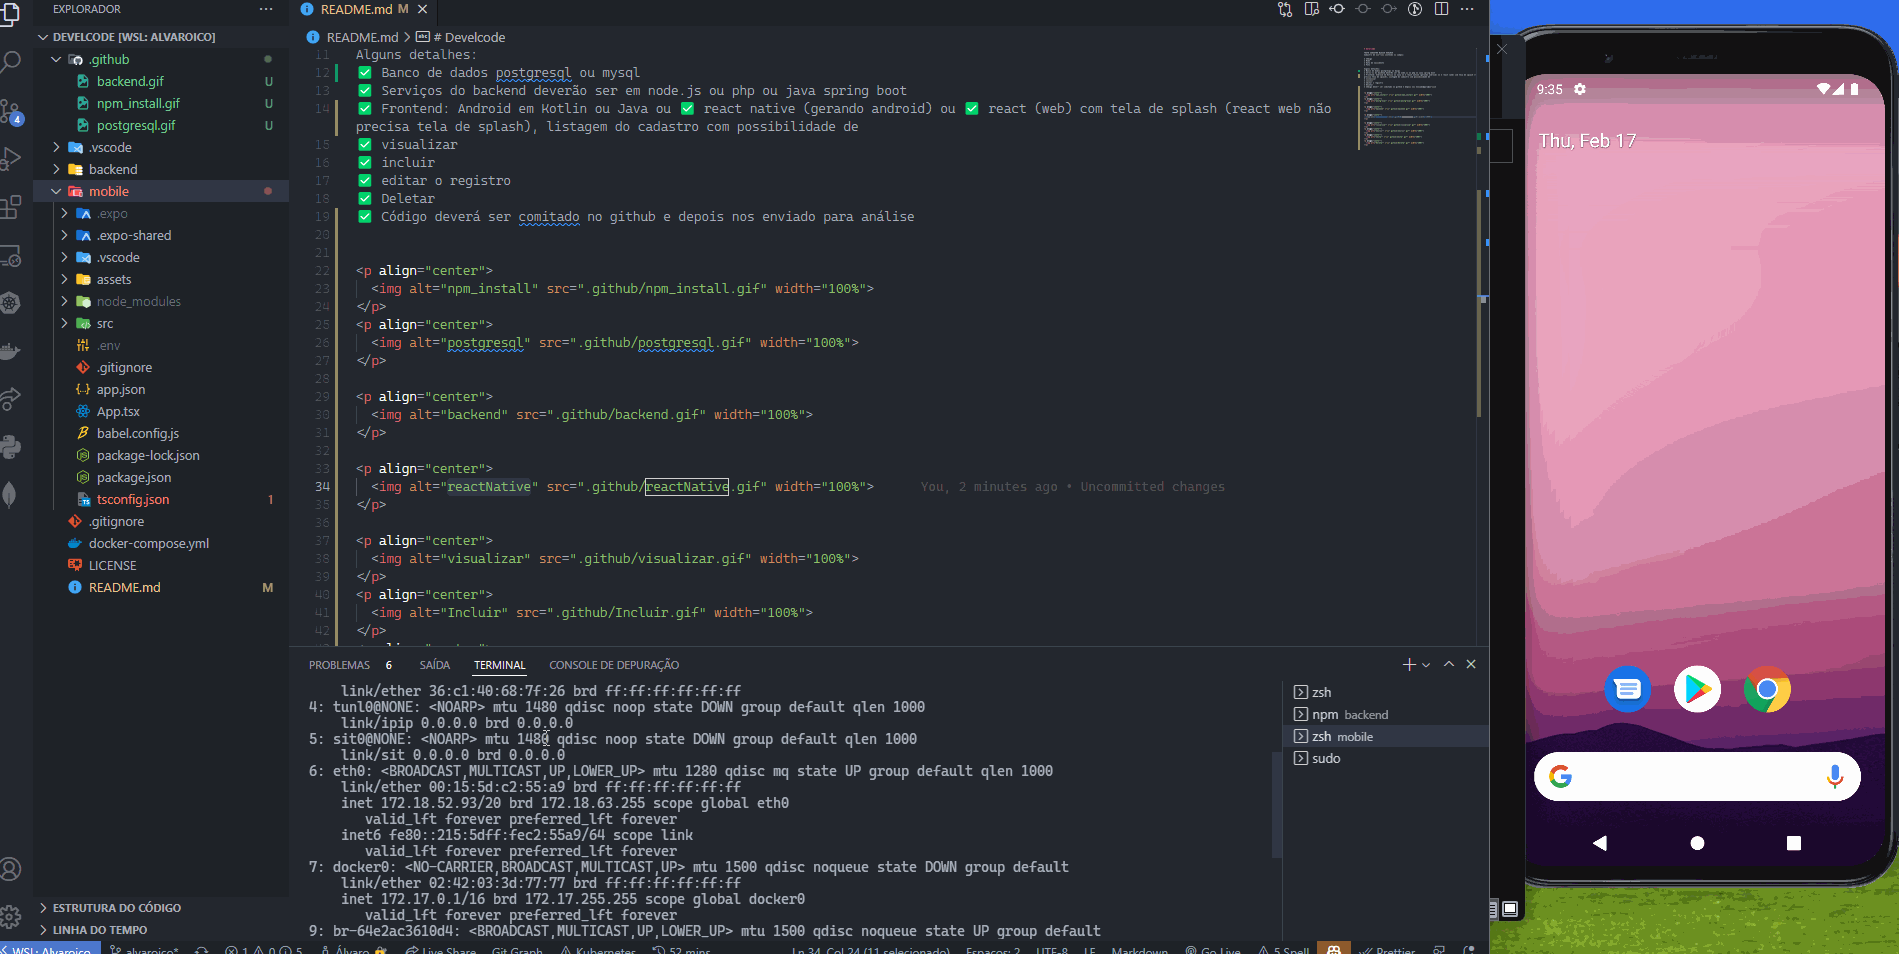 EXPLORADOR
DEVELCODE [WSL: ALVAROICO]
.github
backend.gif U
npm_install.gif U
postgresql.gif U
.vscode
backend
mobile
.expo
.expo-shared
.vscode
assets
node_modules
src
.env
.gitignore
app.json
App.tsx
babel.config.js
package-lock.json
package.json
tsconfig.json 1
.gitignore
docker-compose.yml
LICENSE
README.md M
ESTRUTURA DO CÓDIGO
LINHA DO TEMPO
4
README.md M
README.md > # Develcode
11 Alguns detalhes:
12 ✅ Banco de dados postgresql ou mysql
13 ✅ Serviços do backend deverão ser em node.js ou php ou java spring boot
14 ✅ Frontend: Android em Kotlin ou Java ou ✅ react native (gerando android) ou ✅ react (web) com tela de splash (react web não
precisa tela de splash), listagem do cadastro com possibilidade de
15 ✅ visualizar
16 ✅ incluir
17 ✅ editar o registro
18 ✅ Deletar
19 ✅ Código deverá ser comitado no github e depois nos enviado para análise
20
21
22 <p align="center">
23 <img alt="npm_install" src=".github/npm_install.gif" width="100%">
24 </p>
25 <p align="center">
26 <img alt="postgresql" src=".github/postgresql.gif" width="100%">
27 </p>
28
29 <p align="center">
30 <img alt="backend" src=".github/backend.gif" width="100%">
31 </p>
32
33 <p align="center">
34 <img alt="reactNative" src=".github/reactNative.gif" width="100%"> You, 2 minutes ago • Uncommitted changes
35 </p>
36
37 <p align="center">
38 <img alt="visualizar" src=".github/visualizar.gif" width="100%">
39 </p>
40 <p align="center">
41 <img alt="Incluir" src=".github/Incluir.gif" width="100%">
42 </p>
PROBLEMAS 6 SAÍDA TERMINAL CONSOLE DE DEPURAÇÃO
link/ether 36:c1:40:68:7f:26 brd ff:ff:ff:ff:ff:ff
4: tunl0@NONE: <NOARP> mtu 1480 qdisc noop state DOWN group default qlen 1000
link/ipip 0.0.0.0 brd 0.0.0.0
5: sit0@NONE: <NOARP> mtu 1480 qdisc noop state DOWN group default qlen 1000
link/sit 0.0.0.0 brd 0.0.0.0
6: eth0: <BROADCAST,MULTICAST,UP,LOWER_UP> mtu 1280 qdisc mq state UP group default qlen 1000
link/ether 00:15:5d:c2:55:a9 brd ff:ff:ff:ff:ff:ff
inet 172.18.52.93/20 brd 172.18.63.255 scope global eth0
valid_lft forever preferred_lft forever
inet6 fe80::215:5dff:fec2:55a9/64 scope link
valid_lft forever preferred_lft forever
7: docker0: <NO-CARRIER,BROADCAST,MULTICAST,UP> mtu 1500 qdisc noqueue state DOWN group default
link/ether 02:42:03:3d:77:77 brd ff:ff:ff:ff:ff:ff
inet 172.17.0.1/16 brd 172.17.255.255 scope global docker0
valid_lft forever preferred_lft forever
9: br-64e2ac3610d4: <BROADCAST,MULTICAST,UP,LOWER_UP> mtu 1500 qdisc noqueue state UP group default
zsh
npm backend
zsh mobile
sudo
WSL: Alvaroico alvaroico* 1 0 5 Álvaro Live Share Git Graph Kubernetes 52 mins Ln 34, Col 24 (11 selecionado) Espaços: 2 UTF-8 LF Markdown Go Live 5 Spell Prettier
9:35
Thu, Feb 17